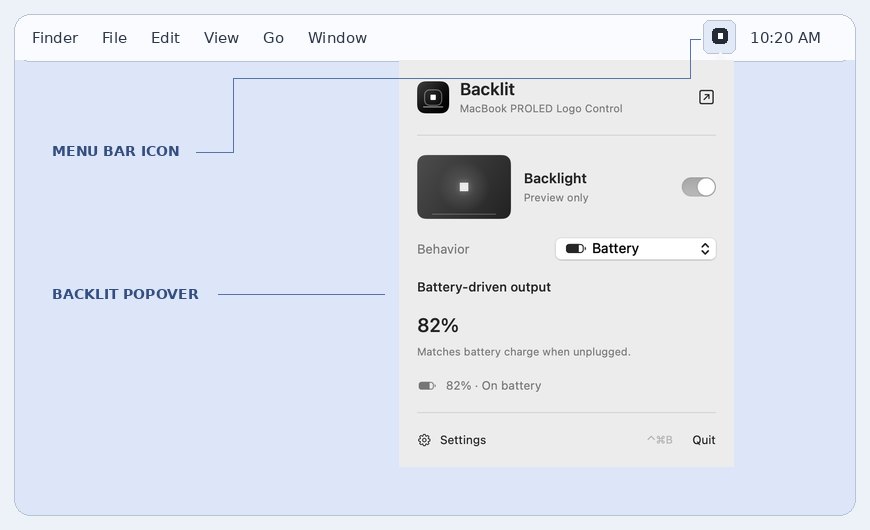 Finder File Edit View Go Window 10:20 AM
Backlit
MacBook PROLED Logo Control
MENU BAR ICON
Backlight
Preview only
Behavior Battery
Battery-driven output
BACKLIT POPOVER
82%
Matches battery charge when unplugged.
82% · On battery
Settings ^⌘B Quit